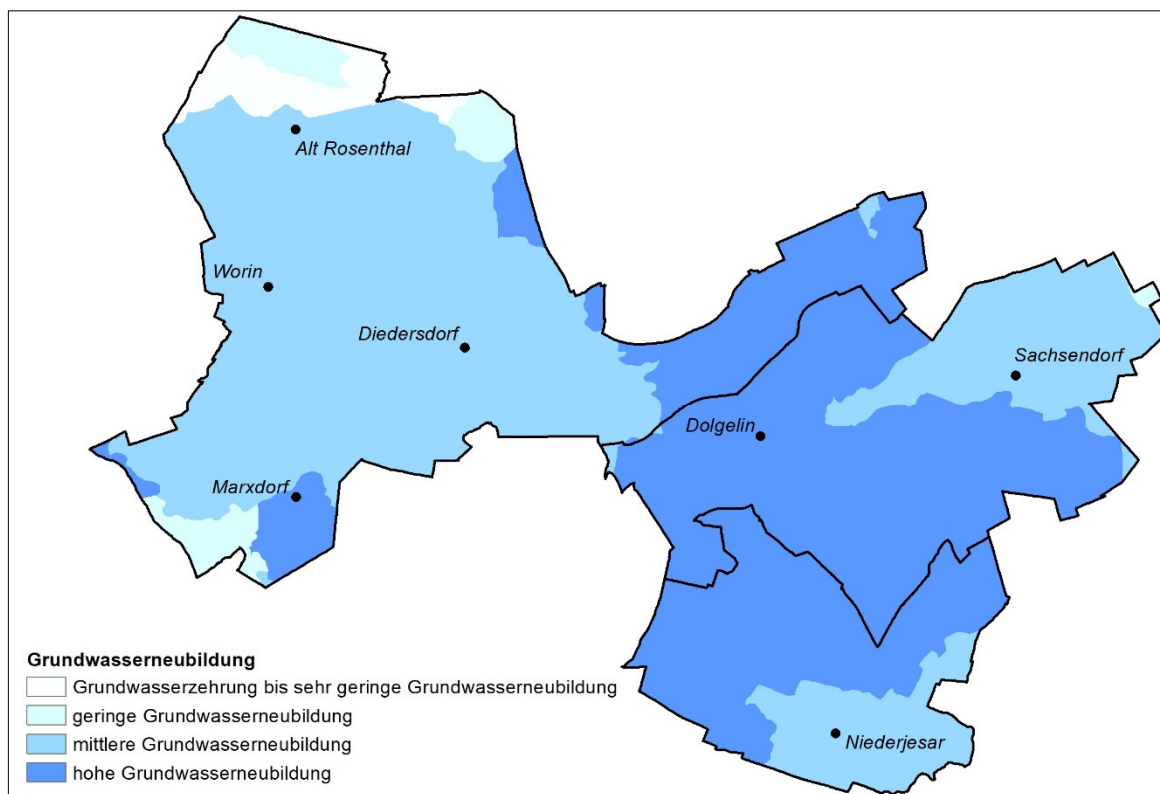 Alt Rosenthal
Worin
Diedersdorf
Sachsendorf
Dolgelin
Marxdorf
Niederjesar
Grundwasserneubildung
Grundwasserzehrung bis sehr geringe Grundwasserneubildung
geringe Grundwasserneubildung
mittlere Grundwasserneubildung
hohe Grundwasserneubildung